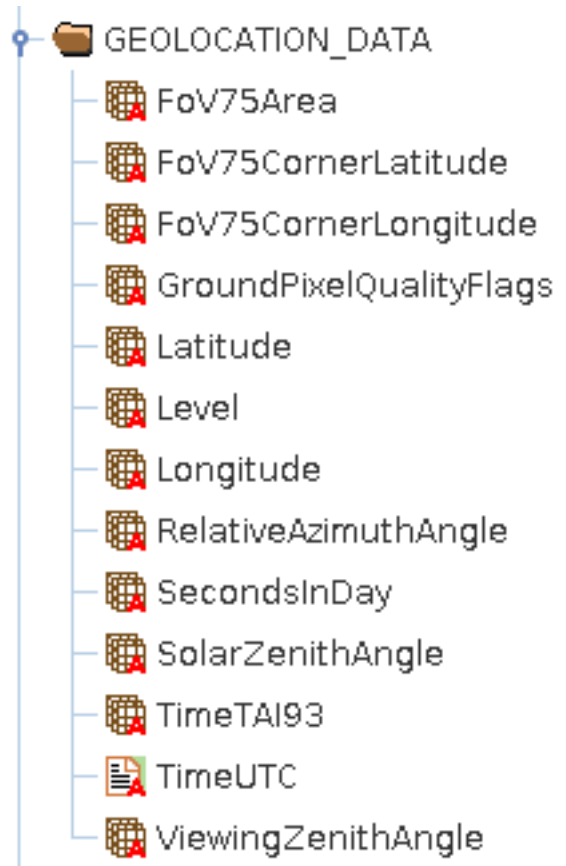 GEOLOCATION_DATA
FoV75Area
FoV75CornerLatitude
FoV75CornerLongitude
GroundPixelQualityFlags
Latitude
Level
Longitude
RelativeAzimuthAngle
SecondsInDay
SolarZenithAngle
TimeTAI93
TimeUTC
ViewingZenithAngle